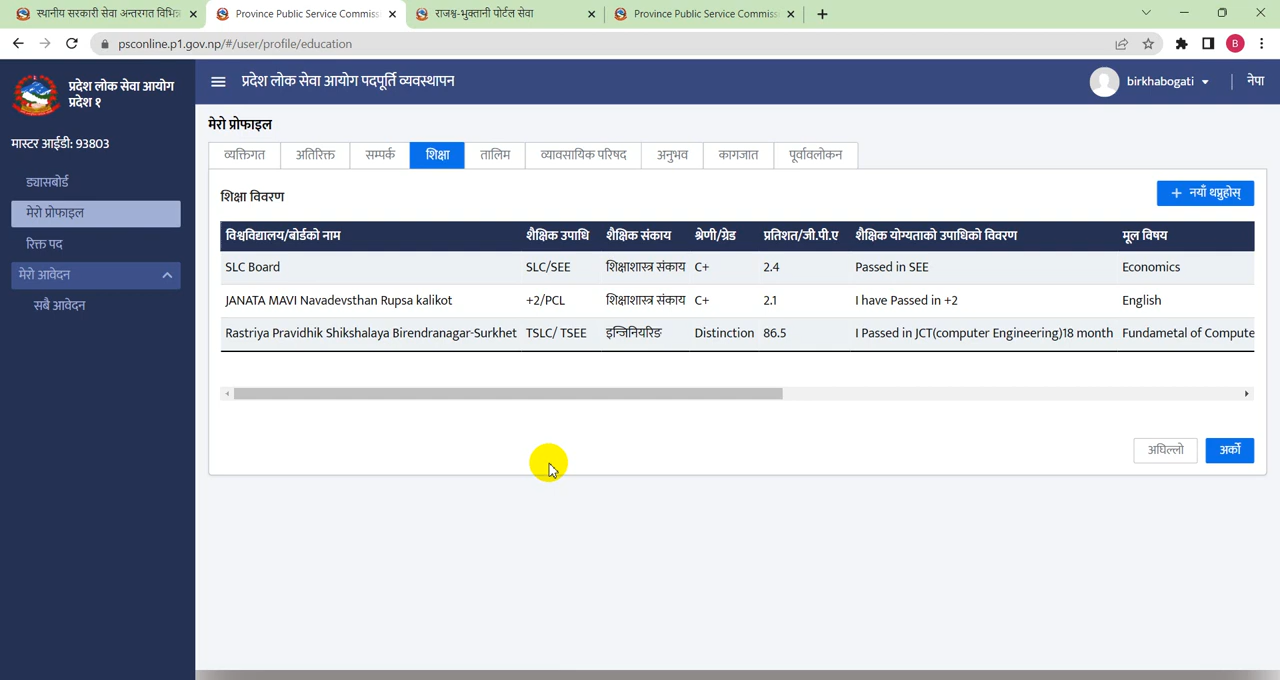 स्थानीय सरकारी सेवा अन्तरगत विभिन्न
Province Public Service Commiss
राजश्व-भुक्तानी पोर्टल सेवा
Province Public Service Commiss
psconline.p1.gov.np/#/user/profile/education
B
प्रदेश लोक सेवा आयोग
प्रदेश १
प्रदेश लोक सेवा आयोग पदपूर्ति व्यवस्थापन
birkhabogati
नेपा
मास्टर आईडी: 93803
ड्यासबोर्ड
मेरो प्रोफाइल
रिक्त पद
मेरो आवेदन
सबै आवेदन
मेरो प्रोफाइल
व्यक्तिगत अतिरिक्त सम्पर्क शिक्षा तालिम व्यावसायिक परिषद अनुभव कागजात पूर्वावलोकन
शिक्षा विवरण
+ नयाँ थप्नुहोस्
विश्वविद्यालय/बोर्डको नाम शैक्षिक उपाधि शैक्षिक संकाय श्रेणी/ग्रेड प्रतिशत/जी.पी.ए शैक्षिक योग्यताको उपाधिको विवरण मूल विषय
SLC Board SLC/SEE शिक्षाशास्त्र संकाय C+ 2.4 Passed in SEE Economics
JANATA MAVI Navadevsthan Rupsa kalikot +2/PCL शिक्षाशास्त्र संकाय C+ 2.1 I have Passed in +2 English
Rastriya Pravidhik Shikshalaya Birendranagar-Surkhet TSLC/ TSEE इन्जिनियरिङ Distinction 86.5 I Passed in JCT(computer Engineering)18 month Fundametal of Compute
अघिल्लो अर्को